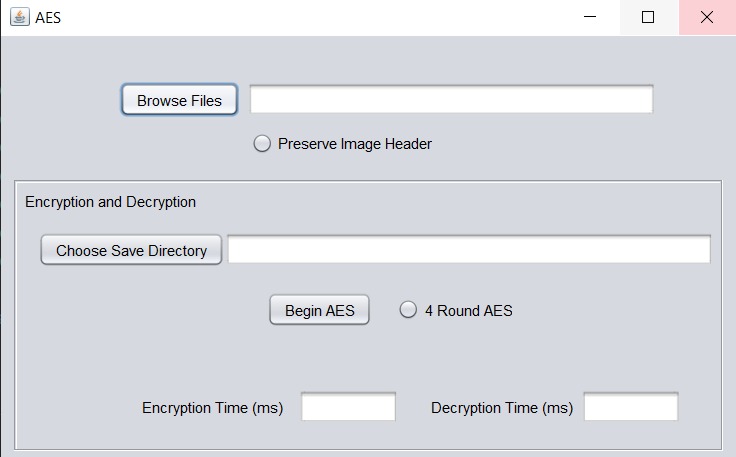 AES
Browse Files
Preserve Image Header
Encryption and Decryption
Choose Save Directory
Begin AES
4 Round AES
Encryption Time (ms)
Decryption Time (ms)